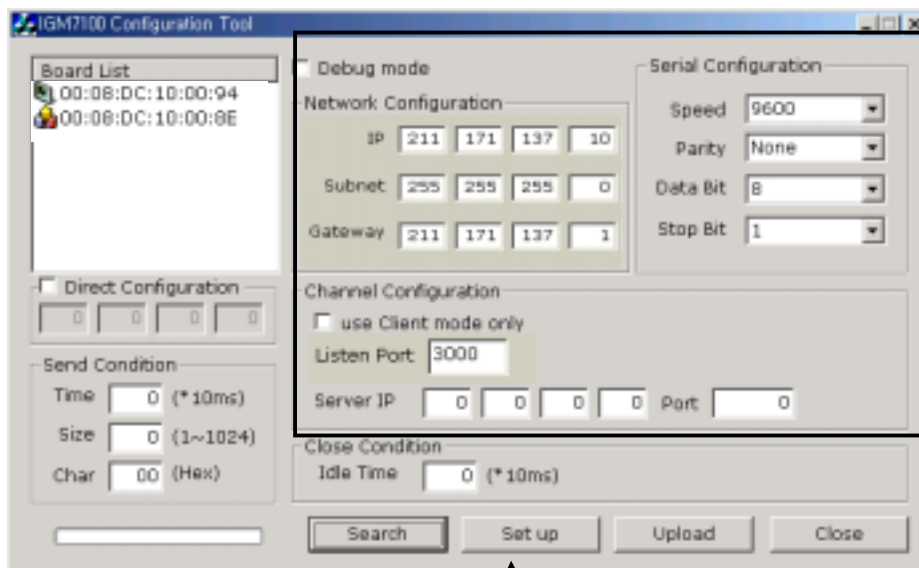 IGM7100 Configuration Tool
Board List
00:08:DC:10:00:94
00:08:DC:10:00:8E
Direct Configuration
0 0 0 0
Send Condition
Time 0 (*10ms)
Size 0 (1~1024)
Char 00 (Hex)
Debug mode
Network Configuration
IP 211 171 137 10
Subnet 255 255 255 0
Gateway 211 171 137 1
Serial Configuration
Speed 9600
Parity None
Data Bit 8
Stop Bit 1
Channel Configuration
use Client mode only
Listen Port 3000
Server IP 0 0 0 0 Port 0
Close Condition
Idle Time 0 (*10ms)
Search Set up Upload Close